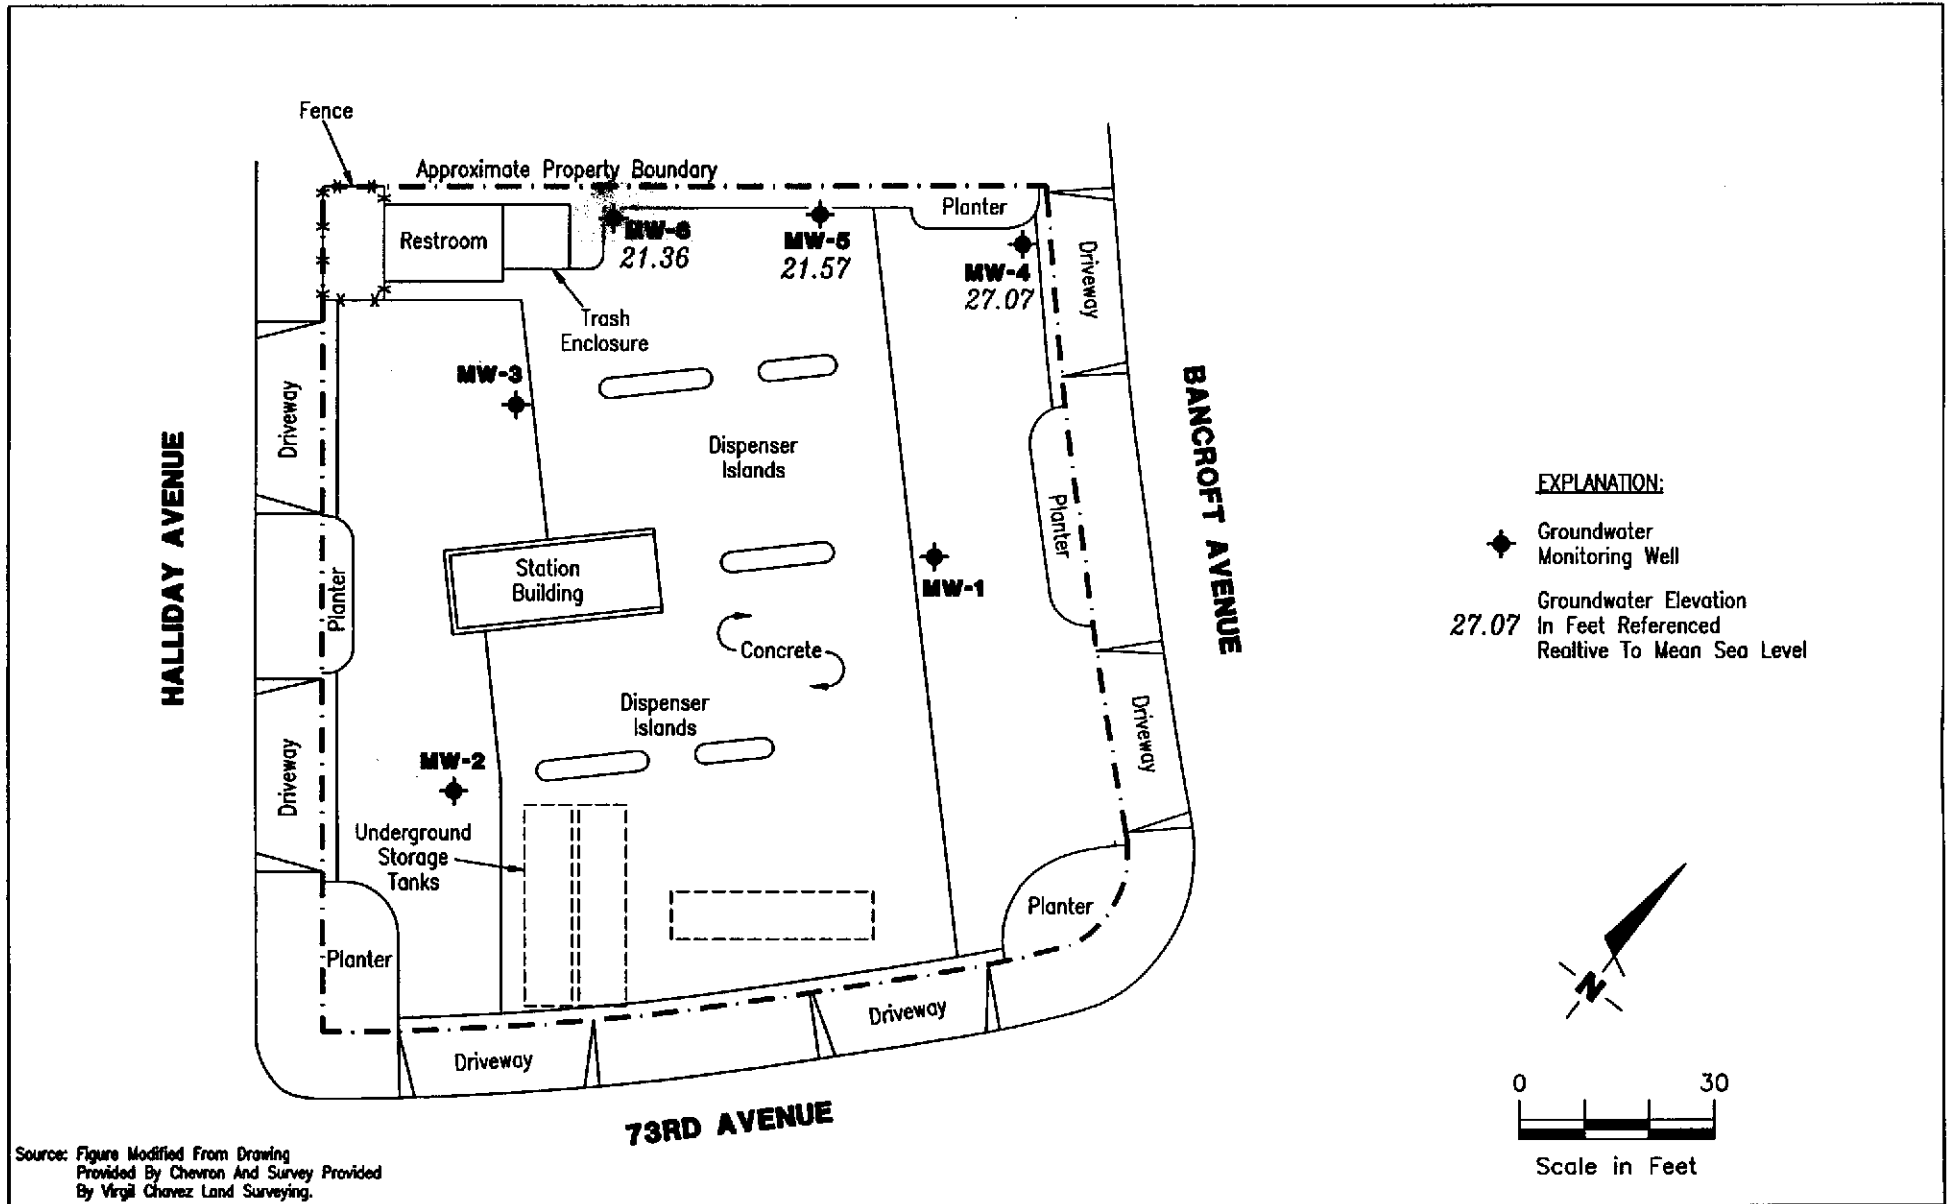 Fence
Approximate Property Boundary
Planter
Restroom
MW-6
21.36
MW-5
21.57
MW-4
27.07
Driveway
Trash
Enclosure
MW-3
Driveway
Dispenser
Islands
HALLIDAY AVENUE
BANCROFT AVENUE
Planter
EXPLANATION:
Groundwater
Monitoring Well
27.07
Groundwater Elevation
In Feet Referenced
Realtive To Mean Sea Level
Station
Building
Planter
MW-1
Concrete
Dispenser
Islands
Driveway
MW-2
Driveway
Underground
Storage
Tanks
Planter
Planter
N
Driveway
Driveway
73RD AVENUE
0 30
Scale in Feet
Source: Figure Modified From Drawing
Provided By Chevron And Survey Provided
By Virgil Chavez Land Surveying.